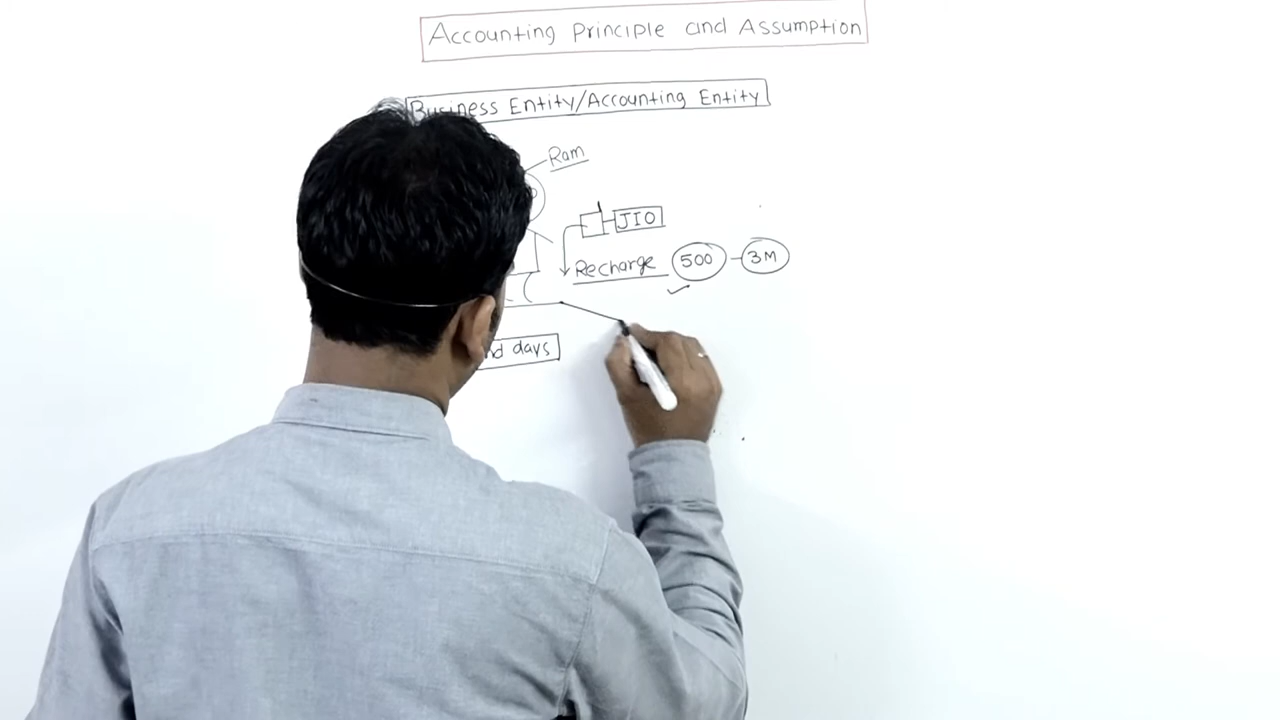 Accounting Principle and Assumption
Business Entity/Accounting Entity
Ram
JIO
Recharge 500 - 3M
days